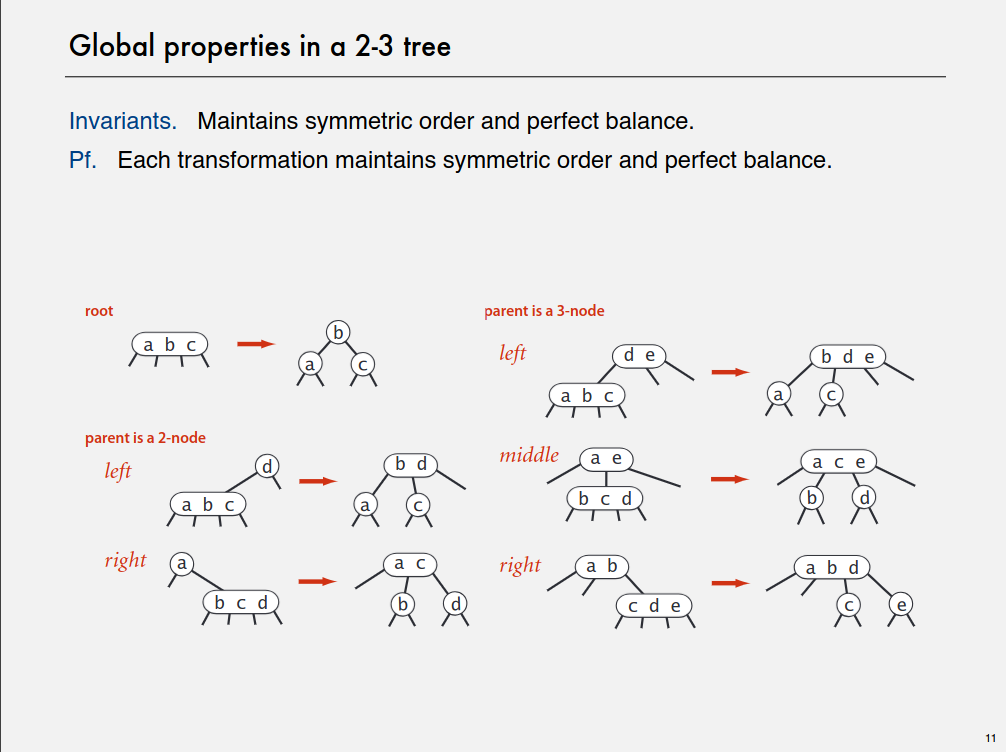 Global properties in a 2-3 tree
Invariants. Maintains symmetric order and perfect balance.
Pf. Each transformation maintains symmetric order and perfect balance.
root
a b c
b
a
c
parent is a 2-node
left
d
a b c
b d
a
c
right
a
b c d
a c
b
d
parent is a 3-node
left
d e
a b c
b d e
a
c
middle
a e
b c d
a c e
b
d
right
a b
c d e
a b d
c
e
11